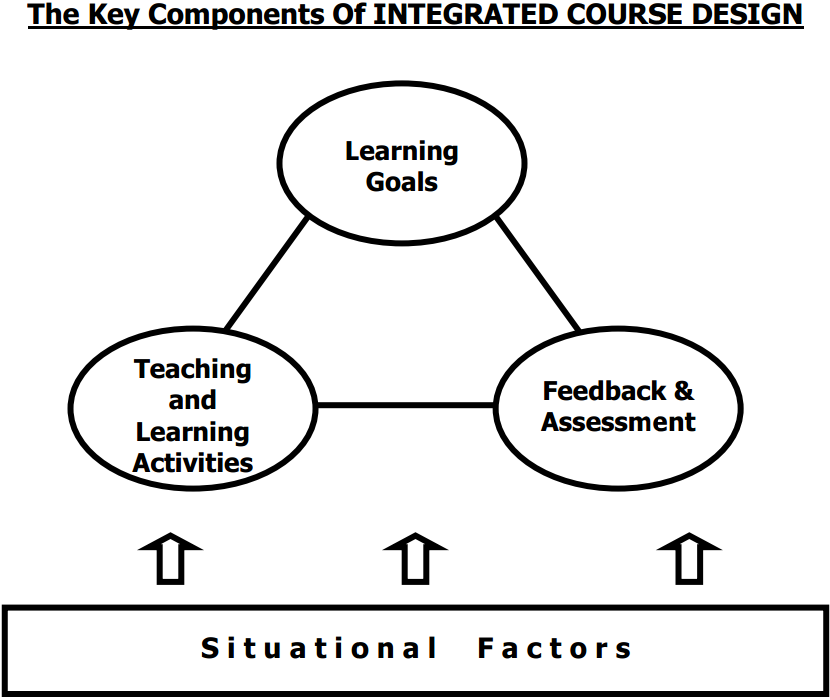 The Key Components Of INTEGRATED COURSE DESIGN
Learning
Goals
Teaching
and
Learning
Activities
Feedback &
Assessment
Situational Factors